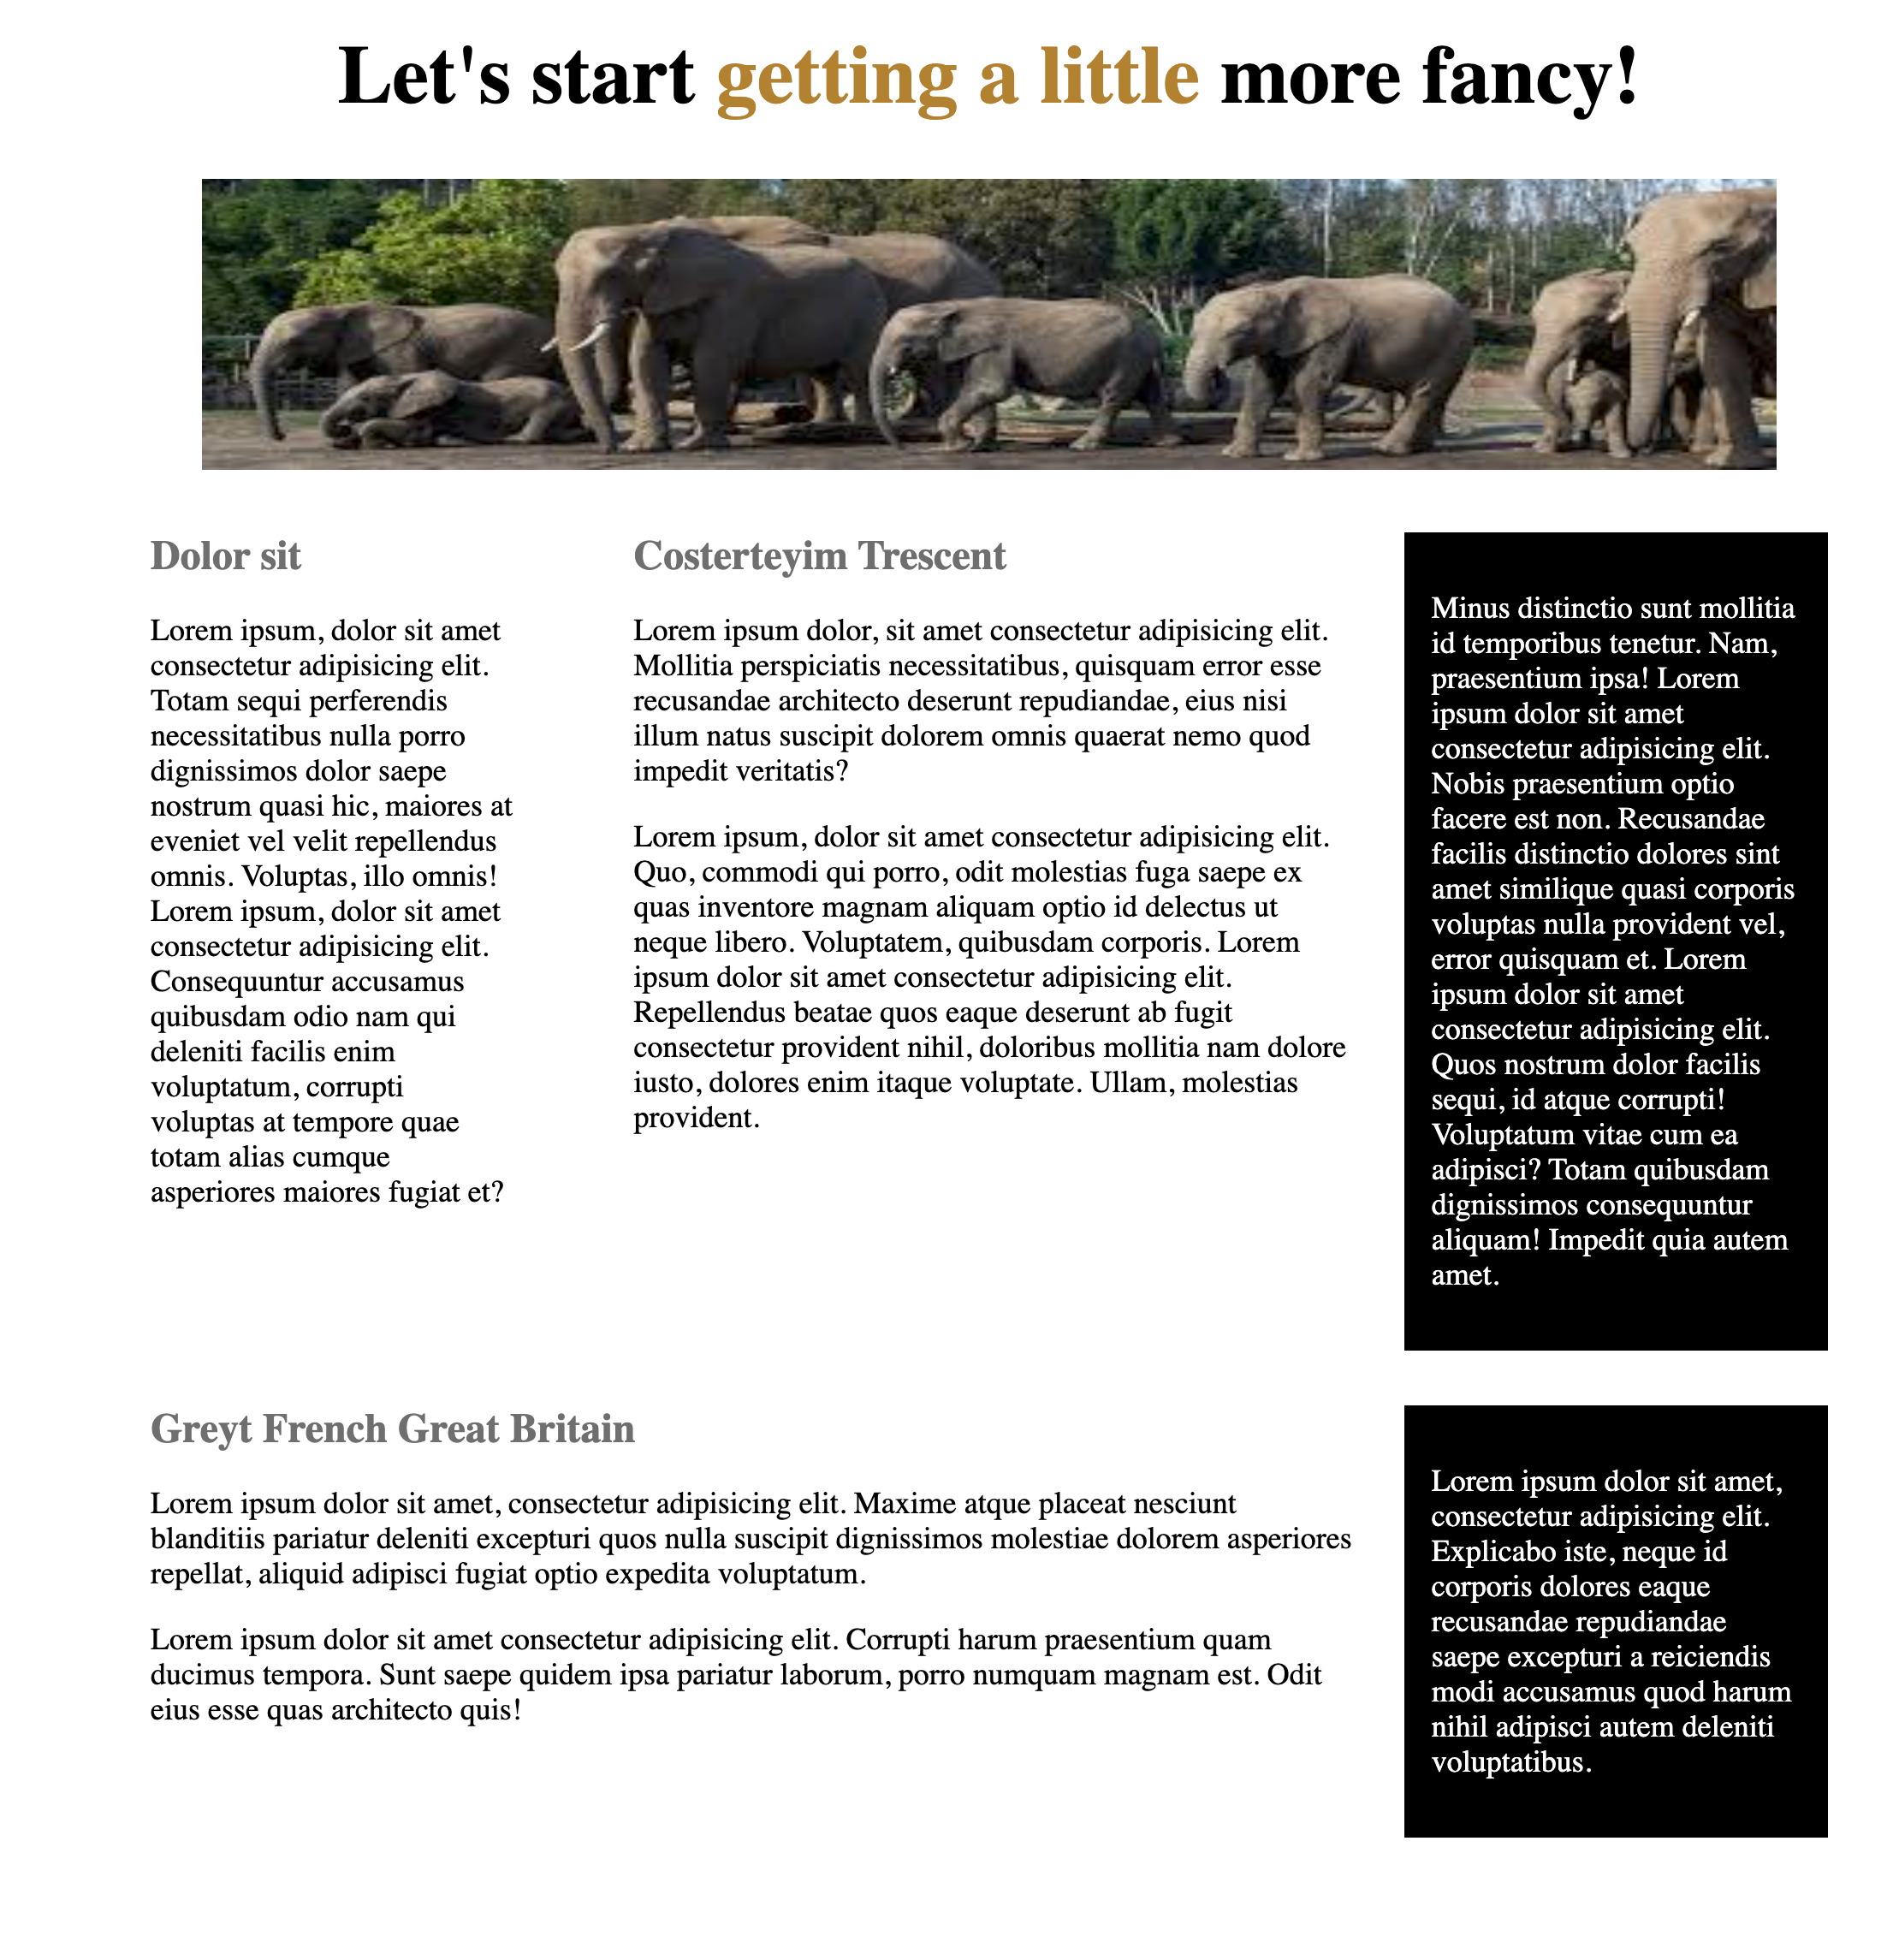 Let's start getting a little more fancy!
Dolor sit
Lorem ipsum, dolor sit amet
consectetur adipisicing elit.
Totam sequi perferendis
necessitatibus nulla porro
dignissimos dolor saepe
nostrum quasi hic, maiores at
eveniet vel velit repellendus
omnis. Voluptas, illo omnis!
Lorem ipsum, dolor sit amet
consectetur adipisicing elit.
Consequuntur accusamus
quibusdam odio nam qui
deleniti facilis enim
voluptatum, corrupti
voluptas at tempore quae
totam alias cumque
asperiores maiores fugiat et?
Costerteyim Trescent
Lorem ipsum dolor, sit amet consectetur adipisicing elit.
Mollitia perspiciatis necessitatibus, quisquam error esse
recusandae architecto deserunt repudiandae, eius nisi
illum natus suscipit dolorem omnis quaerat nemo quod
impedit veritatis?
Lorem ipsum, dolor sit amet consectetur adipisicing elit.
Quo, commodi qui porro, odit molestias fuga saepe ex
quas inventore magnam aliquam optio id delectus ut
neque libero. Voluptatem, quibusdam corporis. Lorem
ipsum dolor sit amet consectetur adipisicing elit.
Repellendus beatae quos eaque deserunt ab fugit
consectetur provident nihil, doloribus mollitia nam dolore
iusto, dolores enim itaque voluptate. Ullam, molestias
provident.
Minus distinctio sunt mollitia
id temporibus tenetur. Nam,
praesentium ipsa! Lorem
ipsum dolor sit amet
consectetur adipisicing elit.
Nobis praesentium optio
facere est non. Recusandae
facilis distinctio dolores sint
amet similique quasi corporis
voluptas nulla provident vel,
error quisquam et. Lorem
ipsum dolor sit amet
consectetur adipisicing elit.
Quos nostrum dolor facilis
sequi, id atque corrupti!
Voluptatum vitae cum ea
adipisci? Totam quibusdam
dignissimos consequuntur
aliquam! Impedit quia autem
amet.
Greyt French Great Britain
Lorem ipsum dolor sit amet, consectetur adipisicing elit. Maxime atque placeat nesciunt
blanditiis pariatur deleniti excepturi quos nulla suscipit dignissimos molestiae dolorem asperiores
repellat, aliquid adipisci fugiat optio expedita voluptatum.
Lorem ipsum dolor sit amet consectetur adipisicing elit. Corrupti harum praesentium quam
ducimus tempora. Sunt saepe quidem ipsa pariatur laborum, porro numquam magnam est. Odit
eius esse quas architecto quis!
Lorem ipsum dolor sit amet,
consectetur adipisicing elit.
Explicabo iste, neque id
corporis dolores eaque
recusandae repudiandae
saepe excepturi a reiciendis
modi accusamus quod harum
nihil adipisci autem deleniti
voluptatibus.